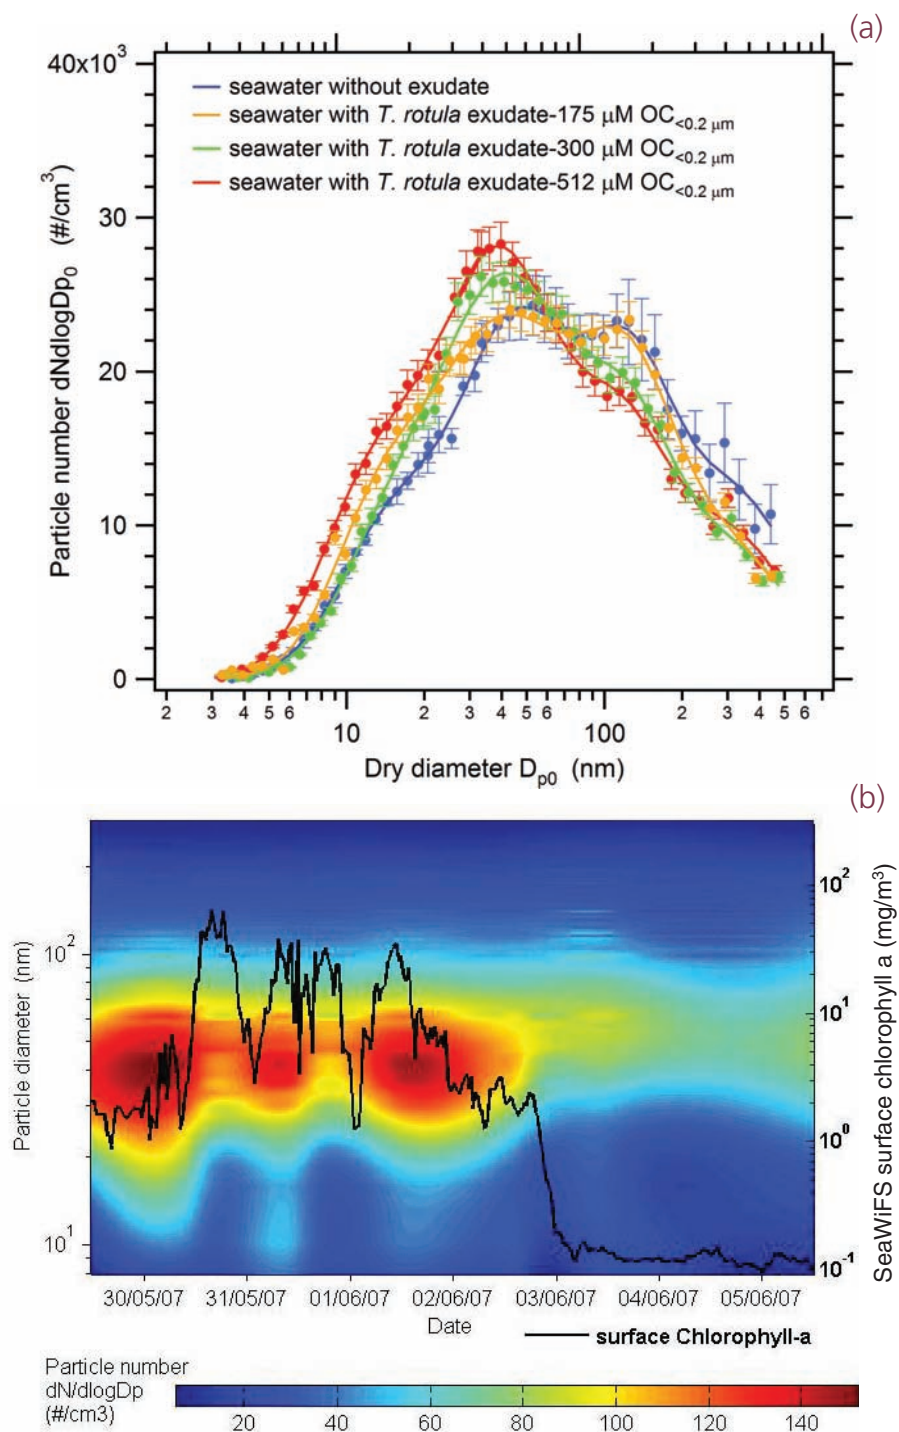 (a)
40x10³
30
20
10
0
Particle number dNdlogDp₀ (#/cm³)
seawater without exudate
seawater with T. rotula exudate-175 µM OC<0.2 µm
seawater with T. rotula exudate-300 µM OC<0.2 µm
seawater with T. rotula exudate-512 µM OC<0.2 µm
2 3 4 5 6 2 3 4 5 6 2 3 4 5 6
10 100
Dry diameter Dp0 (nm)
(b)
Particle diameter (nm)
10²
10¹
10²
10¹
10⁰
10⁻¹
SeaWiFS surface chlorophyll a (mg/m³)
30/05/07 31/05/07 01/06/07 02/06/07 03/06/07 04/06/07 05/06/07
Date
surface Chlorophyll-a
Particle number
dN/dlogDp
(#/cm3)
20 40 60 80 100 120 140